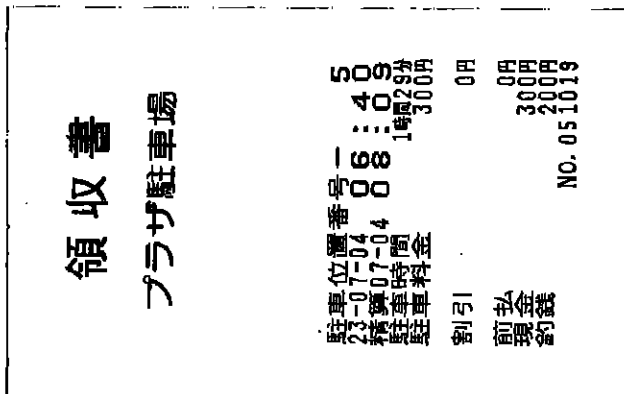 領収書
プラザ駐車場
駐車位置番号ー 5
23-07-04 06:40
精算07-04 08:09
駐車時間 1時間29分
駐車料金 300円
割引 0円
前払 0円
現金 300円
釣銭 200円
NO. 051019